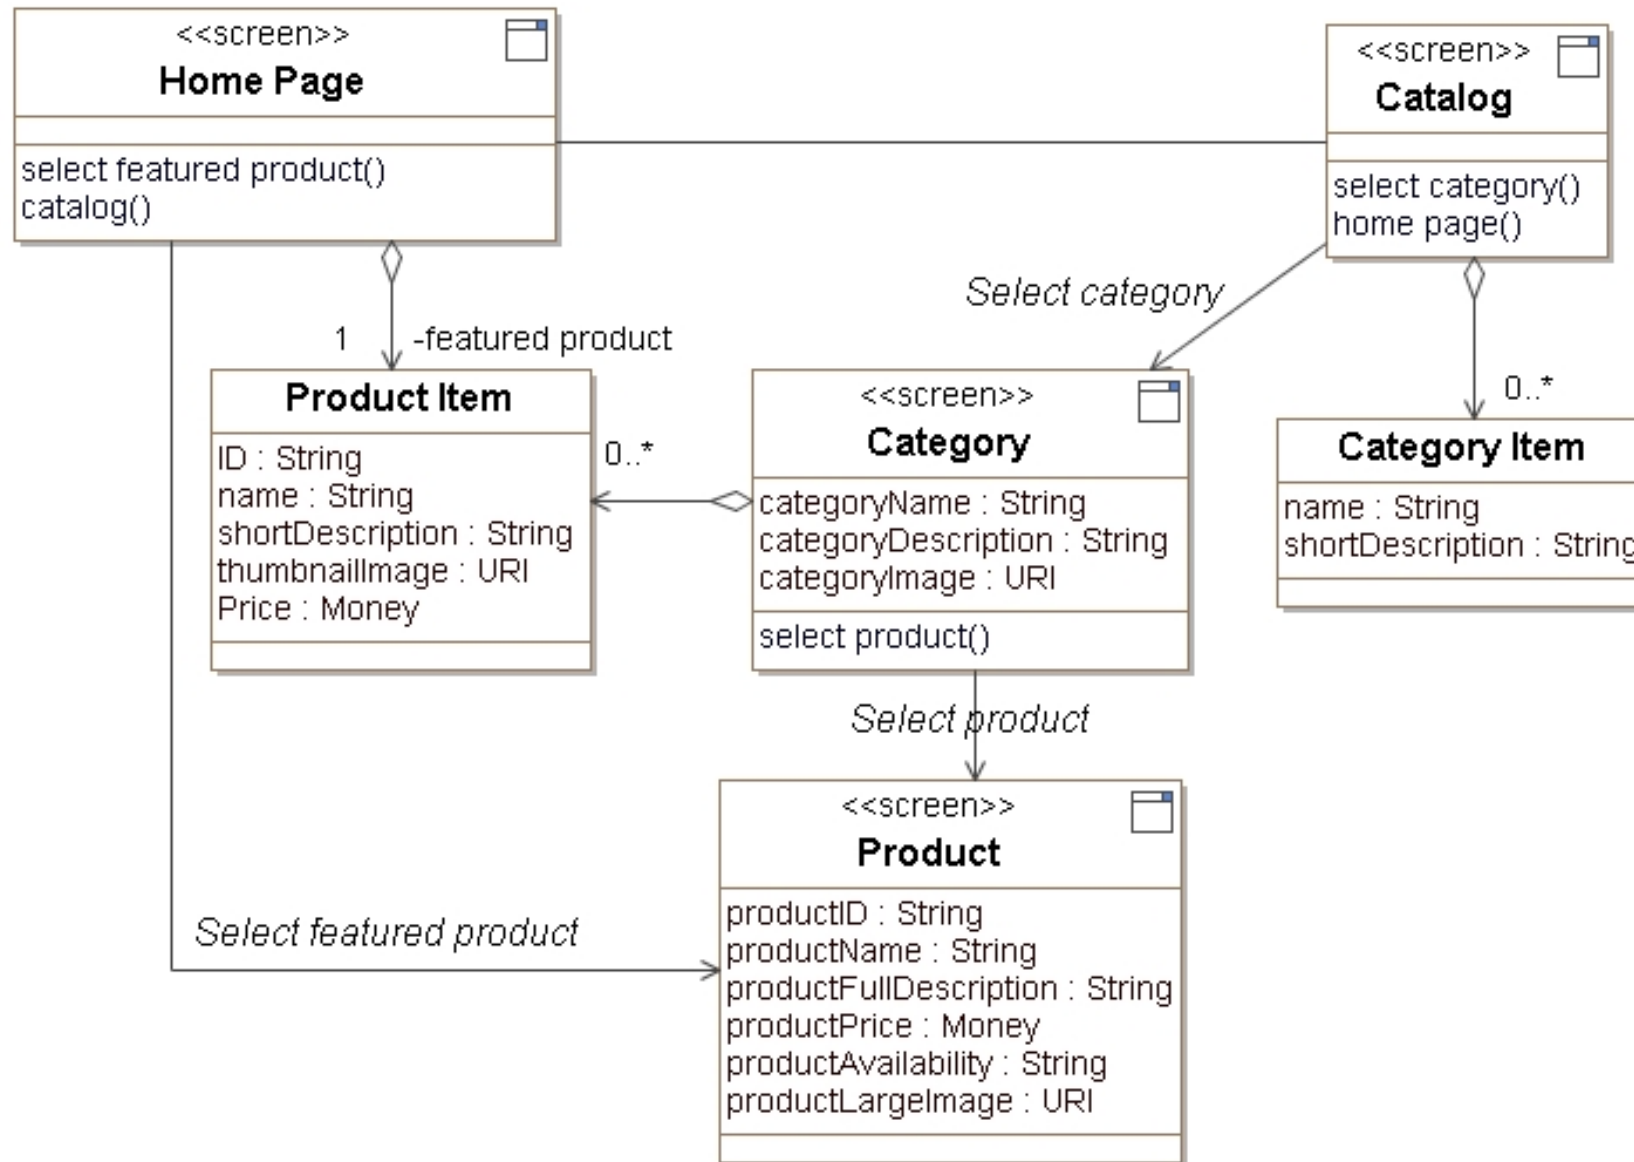 <<screen>>
Home Page
select featured product()
catalog()
<<screen>>
Catalog
select category()
home page()
Select category
1
-featured product
0..*
Product Item
ID : String
name : String
shortDescription : String
thumbnailImage : URI
Price : Money
0..*
<<screen>>
Category
categoryName : String
categoryDescription : String
categoryImage : URI
select product()
Category Item
name : String
shortDescription : String
Select product
<<screen>>
Product
productID : String
productName : String
productFullDescription : String
productPrice : Money
productAvailability : String
productLargeImage : URI
Select featured product